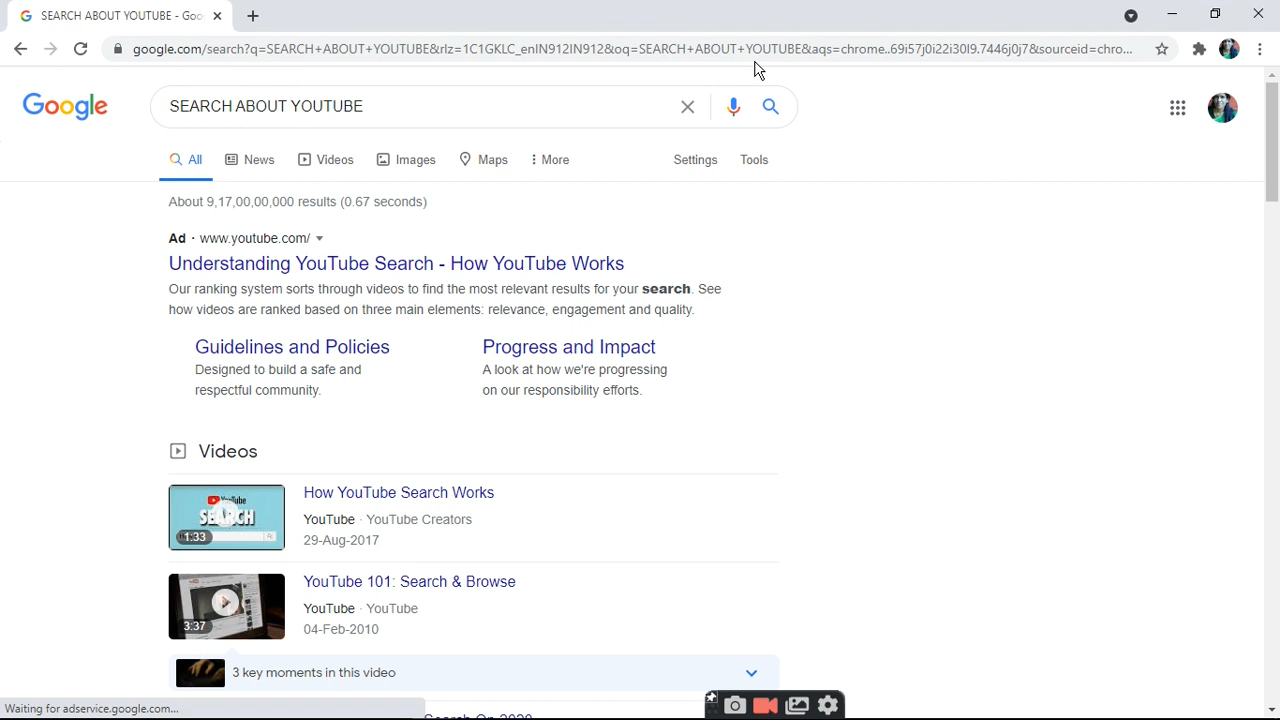 SEARCH ABOUT YOUTUBE - Goo
google.com/search?q=SEARCH+ABOUT+YOUTUBE&rlz=1C1GKLC_enIN912IN912&oq=SEARCH+ABOUT+YOUTUBE&aqs=chrome..69i57j0i22i30l9.7446j0j7&sourceid=chro...
Google
SEARCH ABOUT YOUTUBE
All News Videos Images Maps More Settings Tools
About 9,17,00,00,000 results (0.67 seconds)
Ad · www.youtube.com/
Understanding YouTube Search - How YouTube Works
Our ranking system sorts through videos to find the most relevant results for your search. See
how videos are ranked based on three main elements: relevance, engagement and quality.
Guidelines and Policies
Designed to build a safe and
respectful community.
Progress and Impact
A look at how we're progressing
on our responsibility efforts.
Videos
YouTube
SEARCH
1:33
How YouTube Search Works
YouTube · YouTube Creators
29-Aug-2017
3:37
YouTube 101: Search & Browse
YouTube · YouTube
04-Feb-2010
3 key moments in this video
Search On 2020
Waiting for adservice.google.com...